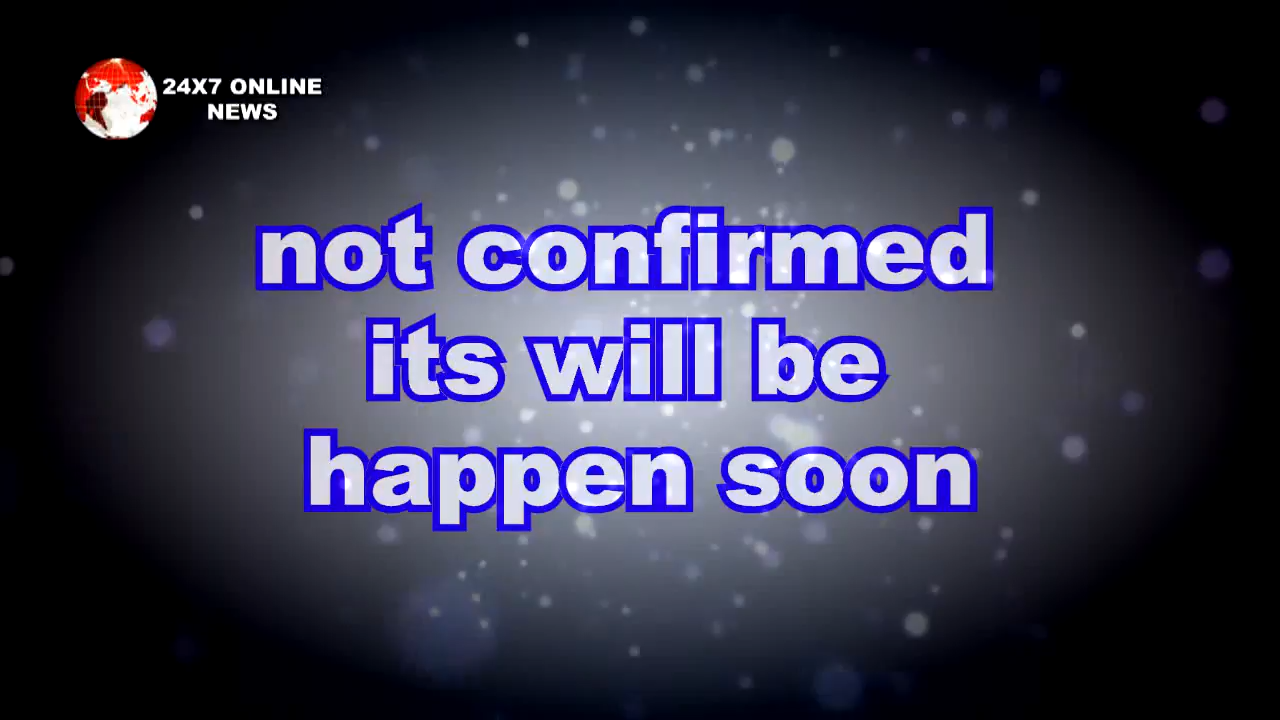 24X7 ONLINE
NEWS
not confirmed
its will be
happen soon